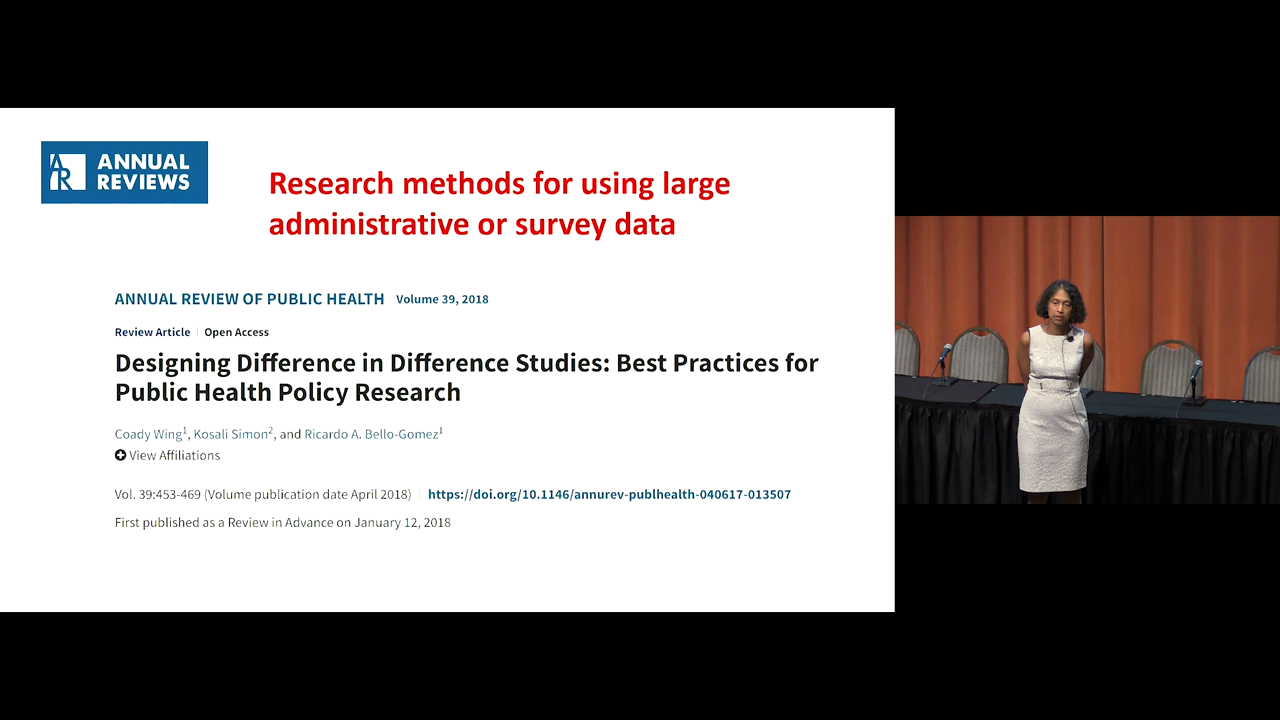 ANNUAL
REVIEWS
Research methods for using large
administrative or survey data
ANNUAL REVIEW OF PUBLIC HEALTH Volume 39, 2018
Review Article | Open Access
Designing Difference in Difference Studies: Best Practices for
Public Health Policy Research
Coady Wing1, Kosali Simon2, and Ricardo A. Bello-Gomez1
View Affiliations
Vol. 39:453-469 (Volume publication date April 2018) | https://doi.org/10.1146/annurev-publhealth-040617-013507
First published as a Review in Advance on January 12, 2018